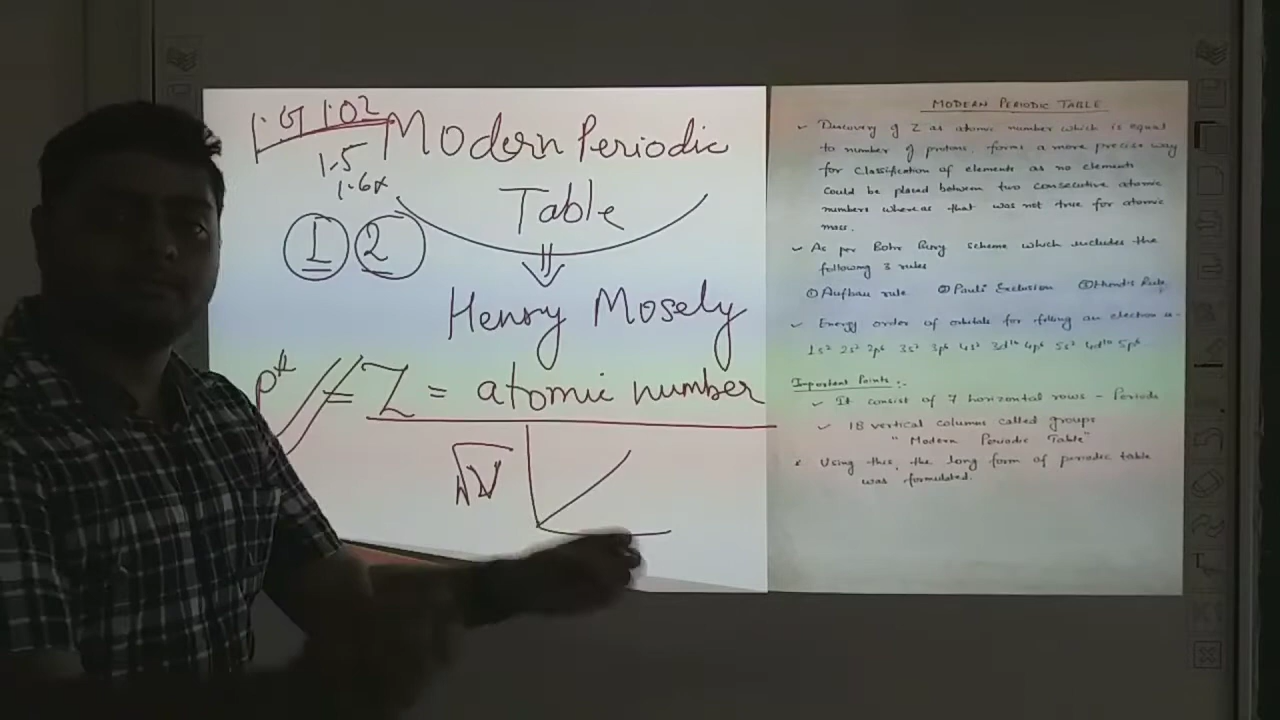 1.01 1.02
1.5
1.6x
Modern Periodic
Table
1 2
⇓
Henry Mosely
= Z = atomic number
√ν
MODERN PERIODIC TABLE
✓ Discovery of Z as atomic number which is equal
to number of protons, forms a more precise way
for classification of elements as no elements
could be placed between two consecutive atomic
numbers whereas that was not true for atomic
mass.
✓ As per Bohr Bury scheme which includes the
following 3 rules
① Aufbau rule ② Pauli Exclusion ③ Hund's Rule
✓ Energy order of orbitals for filling an electron is-
1s² 2s² 2p⁶ 3s² 3p⁶ 4s² 3d¹⁰ 4p⁶ 5s² 4d¹⁰ 5p⁶
Important Points:-
✓ It consist of 7 horizontal rows - Periods
✓ 18 vertical columns called groups
"Modern Periodic Table"
* Using this, the long form of periodic table
was formulated.